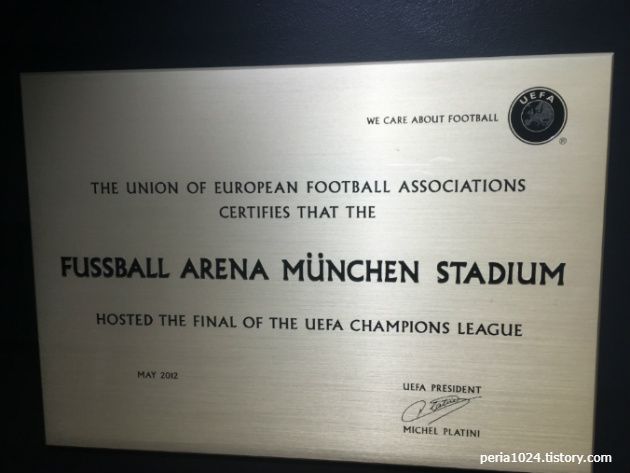 UEFA
WE CARE ABOUT FOOTBALL
®
THE UNION OF EUROPEAN FOOTBALL ASSOCIATIONS
CERTIFIES THAT THE
FUSSBALL ARENA MÜNCHEN STADIUM
HOSTED THE FINAL OF THE UEFA CHAMPIONS LEAGUE
MAY 2012
UEFA PRESIDENT
MICHEL PLATINI
peria1024.tistory.com